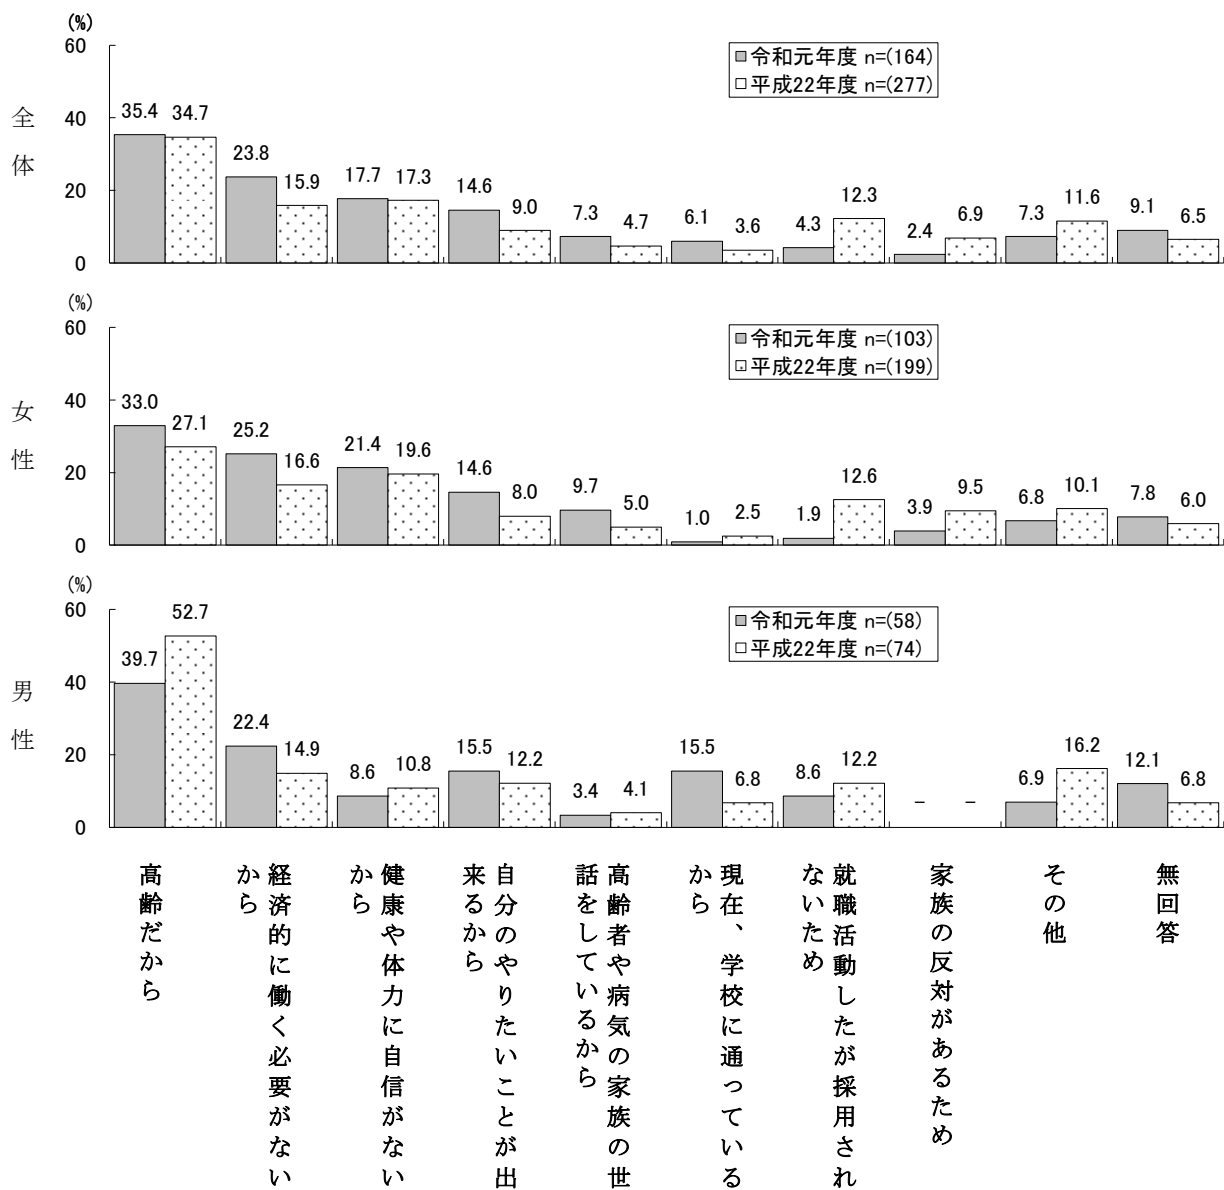 (%)
60
40
20
0
全体
令和元年度 n=(164)
平成22年度 n=(277)
35.4 34.7 23.8 15.9 17.7 17.3 14.6 9.0 7.3 4.7 6.1 3.6 4.3 12.3 2.4 6.9 7.3 11.6 9.1 6.5
(%)
60
40
20
0
女性
令和元年度 n=(103)
平成22年度 n=(199)
33.0 27.1 25.2 16.6 21.4 19.6 14.6 8.0 9.7 5.0 1.0 2.5 1.9 12.6 3.9 9.5 6.8 10.1 7.8 6.0
(%)
60
40
20
0
男性
令和元年度 n=(58)
平成22年度 n=(74)
39.7 52.7 22.4 14.9 8.6 10.8 15.5 12.2 3.4 4.1 15.5 6.8 8.6 12.2 – – 6.9 16.2 12.1 6.8
高齢だから
経済的に働く必要がない
から
健康や体力に自信がない
から
自分のやりたいことが出
来るから
高齢者や病気の家族の世
話をしているから
現在、学校に通っている
から
就職活動したが採用され
ないため
家族の反対があるため
その他
無回答